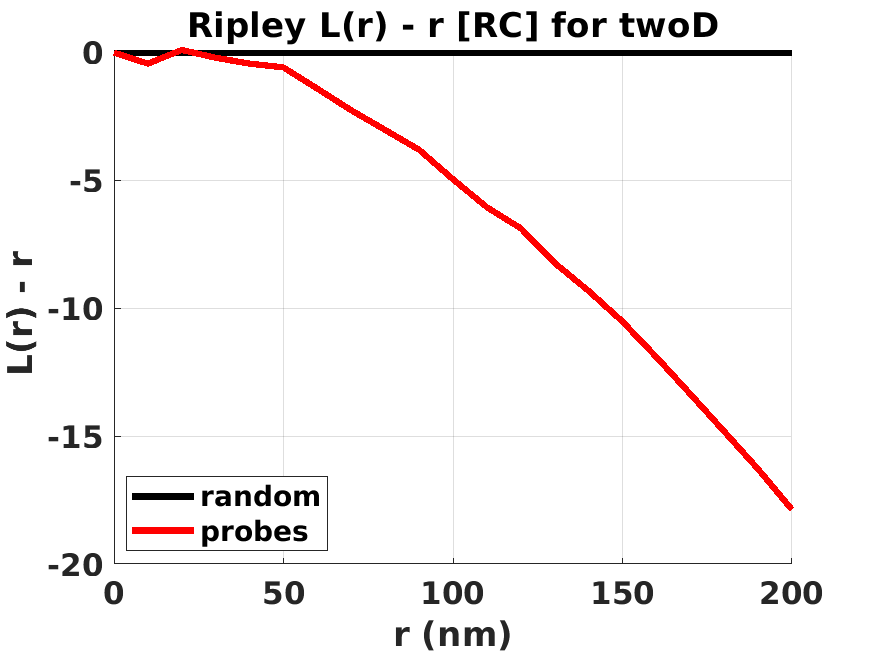 Ripley L(r) - r [RC] for twoD
0
-5
-10
-15
-20
L(r) - r
random
probes
0 50 100 150 200
r (nm)